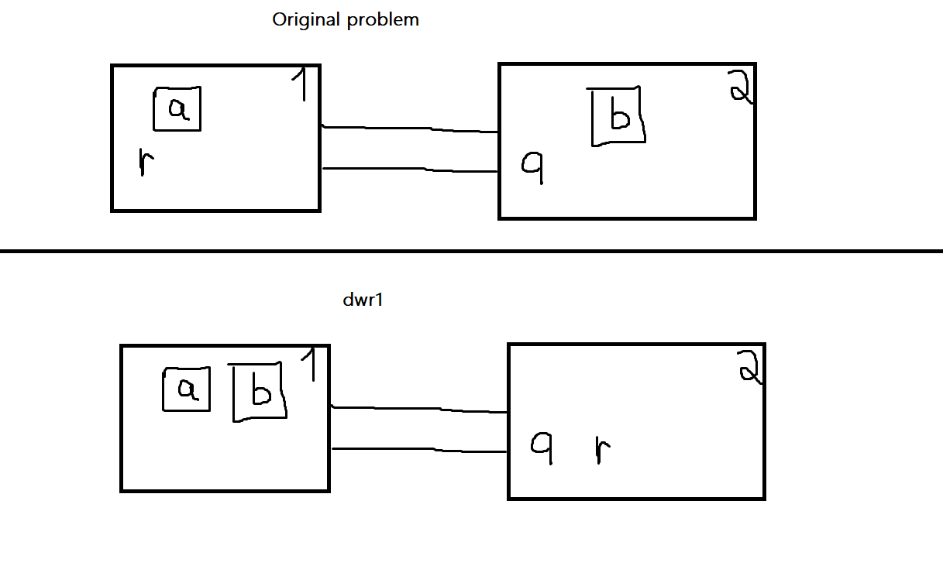 Original problem
a 1
r
b 2
q
dwr1
a b 1
2
q r